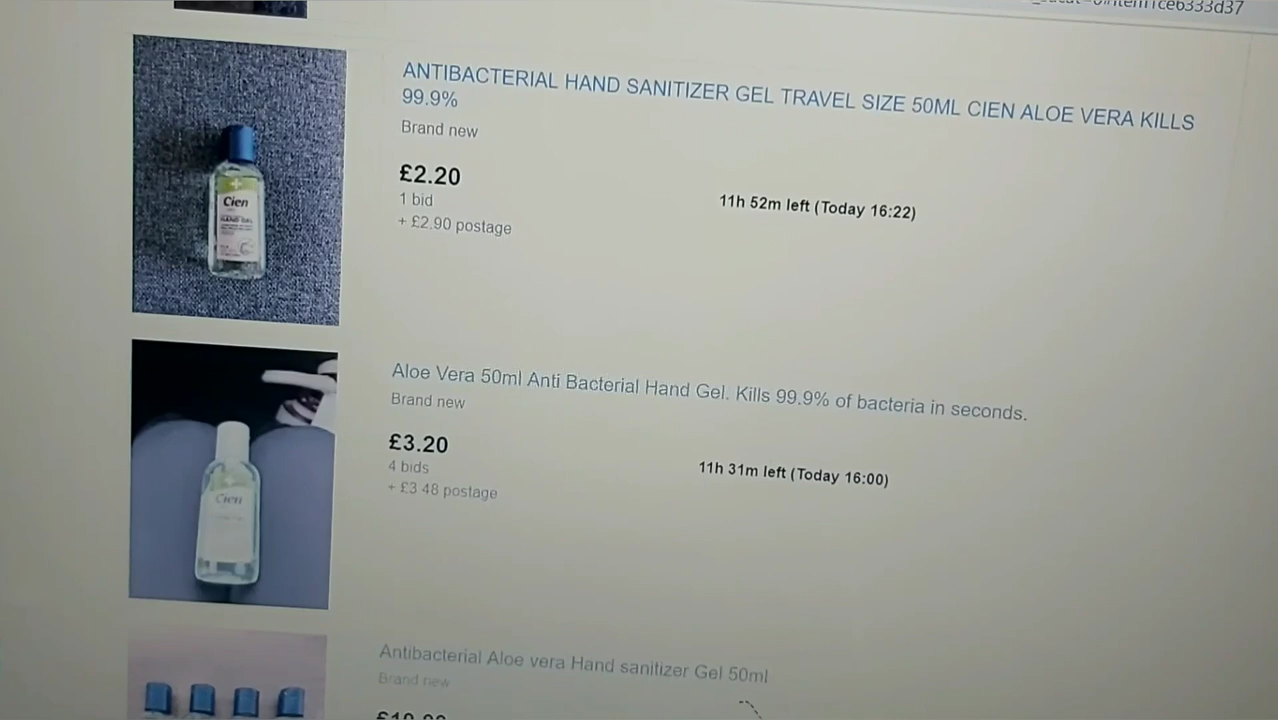 ANTIBACTERIAL HAND SANITIZER GEL TRAVEL SIZE 50ML CIEN ALOE VERA KILLS
99.9%
Brand new
£2.20
1 bid
+ £2.90 postage
11h 52m left (Today 16:22)
Cien
HAND GEL
Aloe Vera 50ml Anti Bacterial Hand Gel. Kills 99.9% of bacteria in seconds.
Brand new
£3.20
4 bids
+ £3.48 postage
11h 31m left (Today 16:00)
Cien
Antibacterial Aloe vera Hand sanitizer Gel 50ml
Brand new